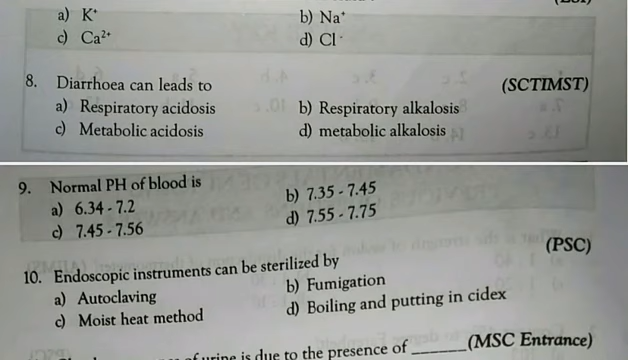 a) K⁺ b) Na⁺
c) Ca²⁺ d) Cl⁻
8. Diarrhoea can leads to (SCTIMST)
a) Respiratory acidosis b) Respiratory alkalosis
c) Metabolic acidosis d) metabolic alkalosis
9. Normal PH of blood is
a) 6.34 - 7.2 b) 7.35 - 7.45
c) 7.45 - 7.56 d) 7.55 - 7.75
(PSC)
10. Endoscopic instruments can be sterilized by
a) Autoclaving b) Fumigation
c) Moist heat method d) Boiling and putting in cidex
(MSC Entrance)
of urine is due to the presence of ______